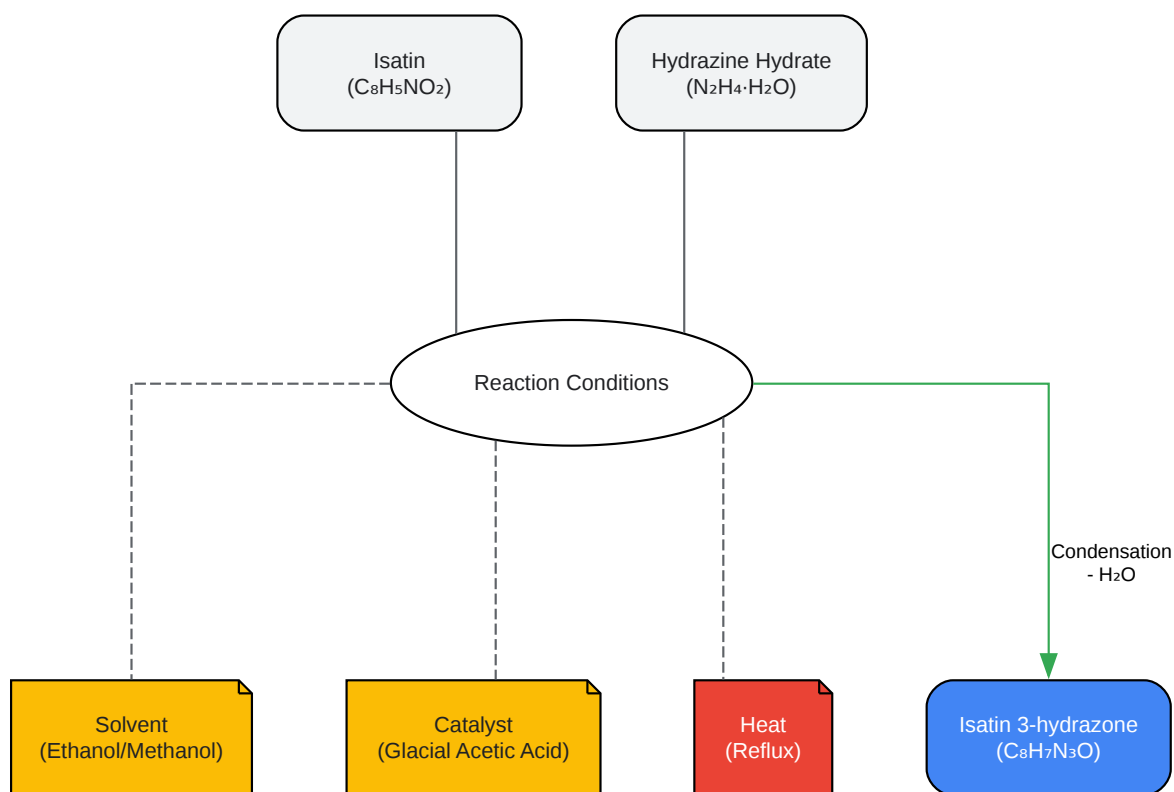 Isatin
(C₈H₅NO₂)
Hydrazine Hydrate
(N₂H₄·H₂O)
Reaction Conditions
Condensation
- H₂O
Solvent
(Ethanol/Methanol)
Catalyst
(Glacial Acetic Acid)
Heat
(Reflux)
Isatin 3-hydrazone
(C₈H₇N₃O)